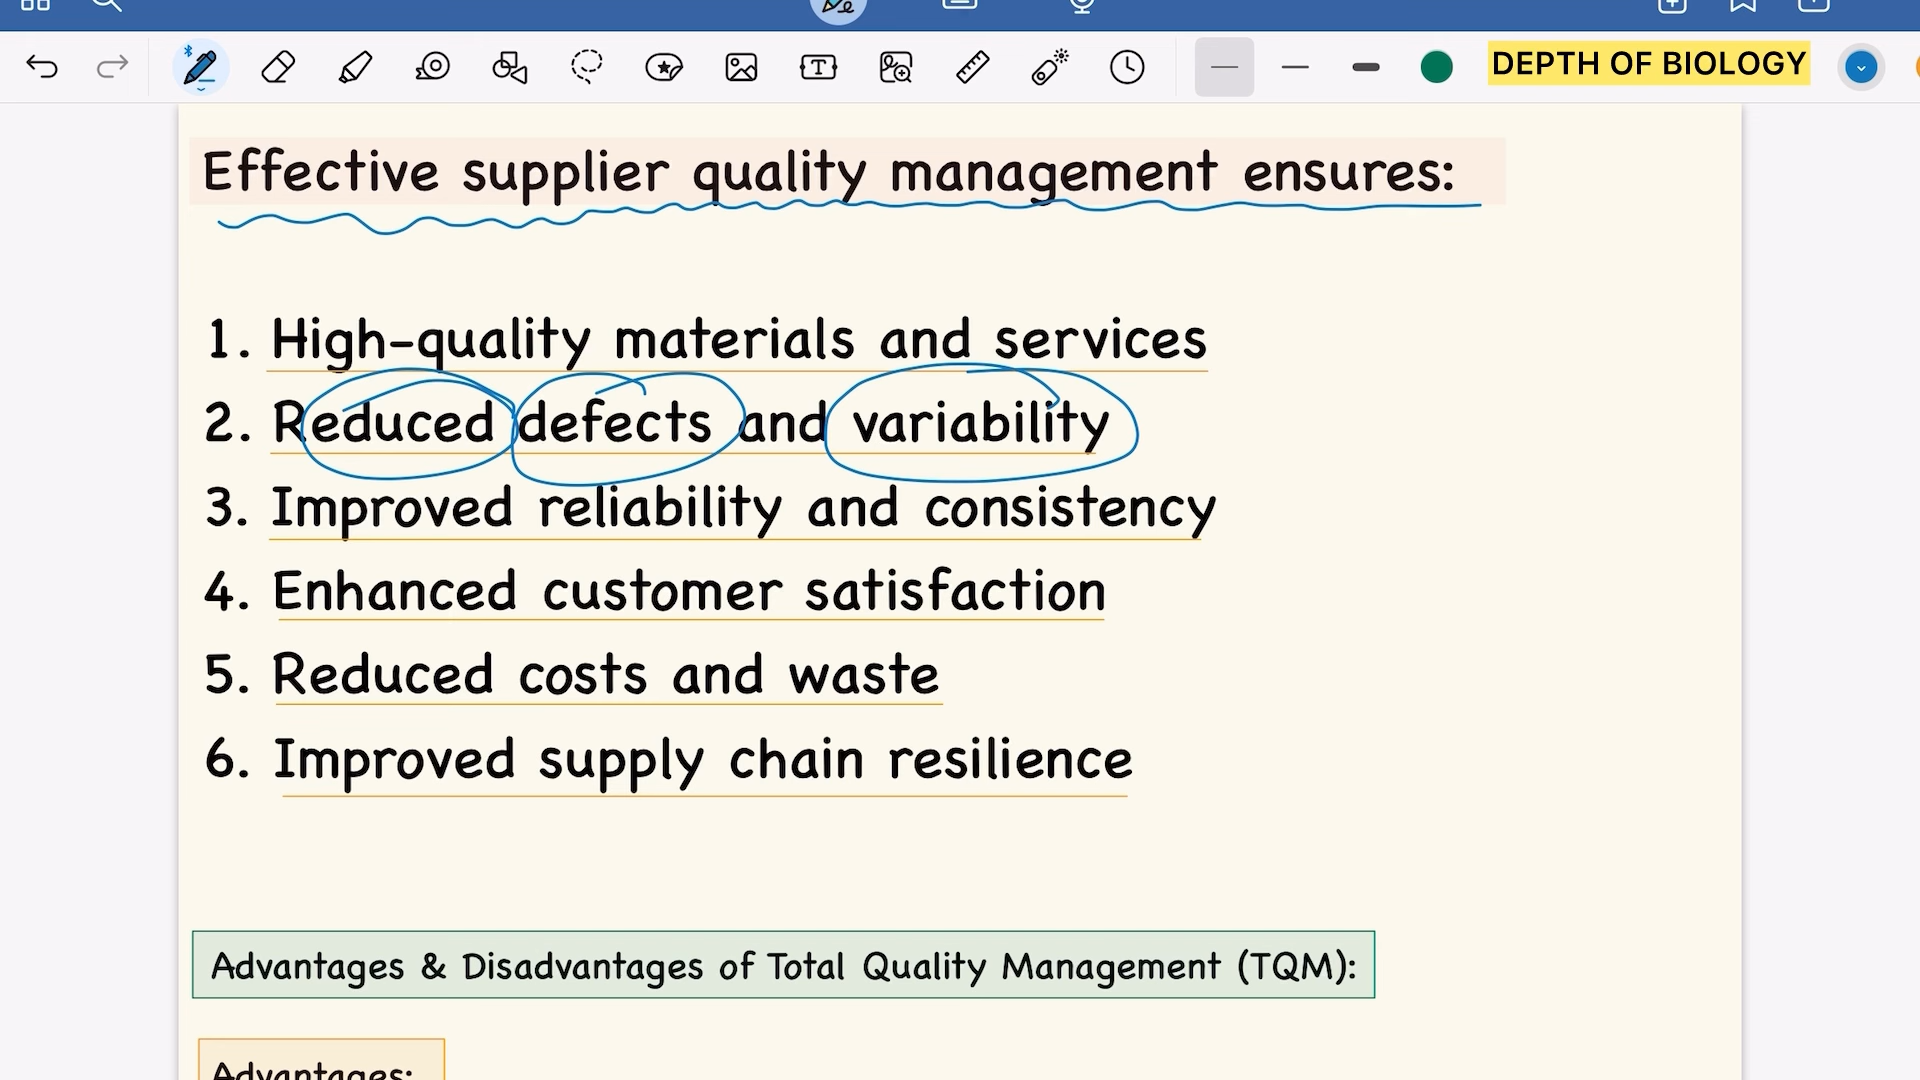 DEPTH OF BIOLOGY
Effective supplier quality management ensures:
1. High-quality materials and services
2. Reduced defects and variability
3. Improved reliability and consistency
4. Enhanced customer satisfaction
5. Reduced costs and waste
6. Improved supply chain resilience
Advantages & Disadvantages of Total Quality Management (TQM):
Advantages: